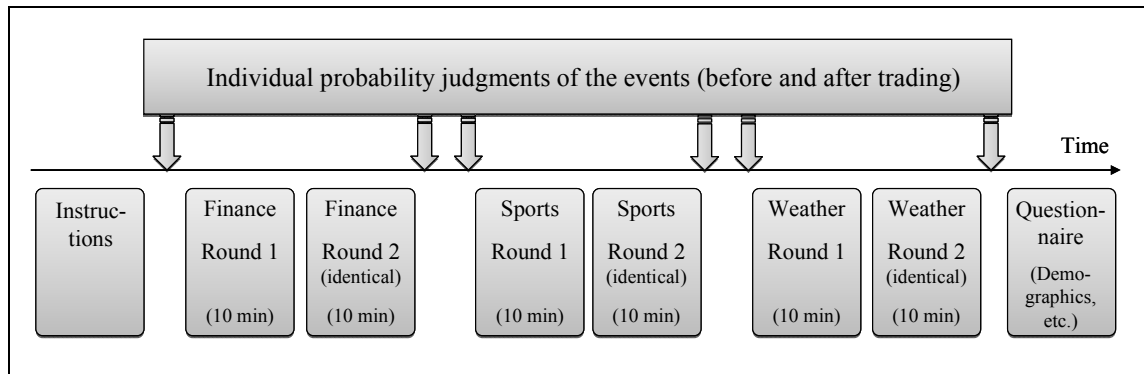 Individual probability judgments of the events (before and after trading)
Time
Instruc-
tions
Finance
Round 1
(10 min)
Finance
Round 2
(identical)
(10 min)
Sports
Round 1
(10 min)
Sports
Round 2
(identical)
(10 min)
Weather
Round 1
(10 min)
Weather
Round 2
(identical)
(10 min)
Question-
naire
(Demo-
graphics,
etc.)